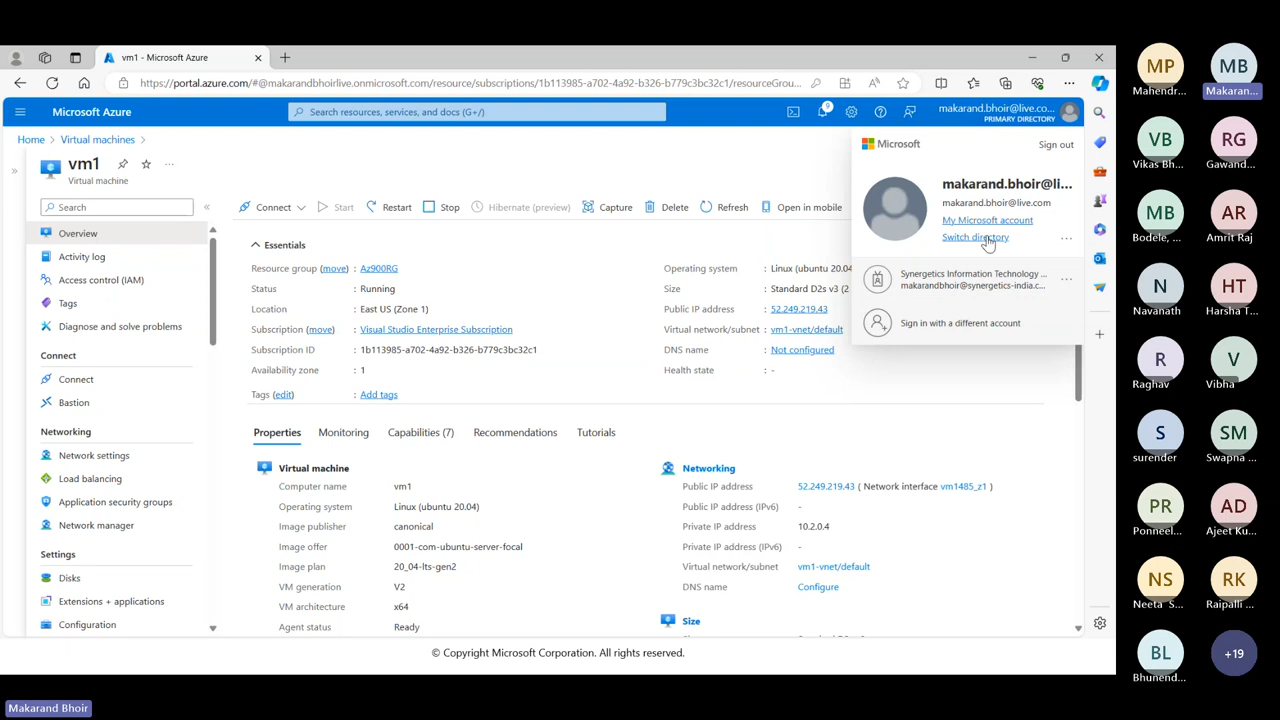 vm1 - Microsoft Azure
https://portal.azure.com/#@makarandbhoirlive.onmicrosoft.com/resource/subscriptions/1b113985-a702-4a92-b326-b779c3bc32c1/resourceGrou...
Microsoft Azure
Search resources, services, and docs (G+/)
9
makarand.bhoir@live.co...
PRIMARY DIRECTORY
Home > Virtual machines >
vm1
Virtual machine
Search
Overview
Activity log
Access control (IAM)
Tags
Diagnose and solve problems
Connect
Connect
Bastion
Networking
Network settings
Load balancing
Application security groups
Network manager
Settings
Disks
Extensions + applications
Configuration
Connect
Start
Restart
Stop
Hibernate (preview)
Capture
Delete
Refresh
Open in mobile
Essentials
Resource group (move) : Az900RG
Status : Running
Location : East US (Zone 1)
Subscription (move) : Visual Studio Enterprise Subscription
Subscription ID : 1b113985-a702-4a92-b326-b779c3bc32c1
Availability zone : 1
Tags (edit) : Add tags
Operating system : Linux (ubuntu 20.04
Size : Standard D2s v3 (2
Public IP address : 52.249.219.43
Virtual network/subnet : vm1-vnet/default
DNS name : Not configured
Health state : -
Properties
Monitoring
Capabilities (7)
Recommendations
Tutorials
Virtual machine
Computer name vm1
Operating system Linux (ubuntu 20.04)
Image publisher canonical
Image offer 0001-com-ubuntu-server-focal
Image plan 20_04-lts-gen2
VM generation V2
VM architecture x64
Agent status Ready
Networking
Public IP address 52.249.219.43 ( Network interface vm1485_z1 )
Public IP address (IPv6) -
Private IP address 10.2.0.4
Private IP address (IPv6) -
Virtual network/subnet vm1-vnet/default
DNS name Configure
Size
Microsoft
Sign out
makarand.bhoir@li...
makarand.bhoir@live.com
My Microsoft account
Switch directory
Synergetics Information Technology ...
makarandbhoir@synergetics-india.c...
Sign in with a different account
© Copyright Microsoft Corporation. All rights reserved.
Makarand Bhoir
MP
Mahendr...
MB
Makaran...
VB
Vikas Bh...
RG
Gawand...
MB
Bodele, ...
AR
Amrit Raj
N
Navanath
HT
Harsha T...
R
Raghav
V
Vibha
S
surender
SM
Swapna ...
PR
Ponneel...
AD
Ajeet Ku...
NS
Neeta S...
RK
Raipalli ...
BL
Bhunend...
+19